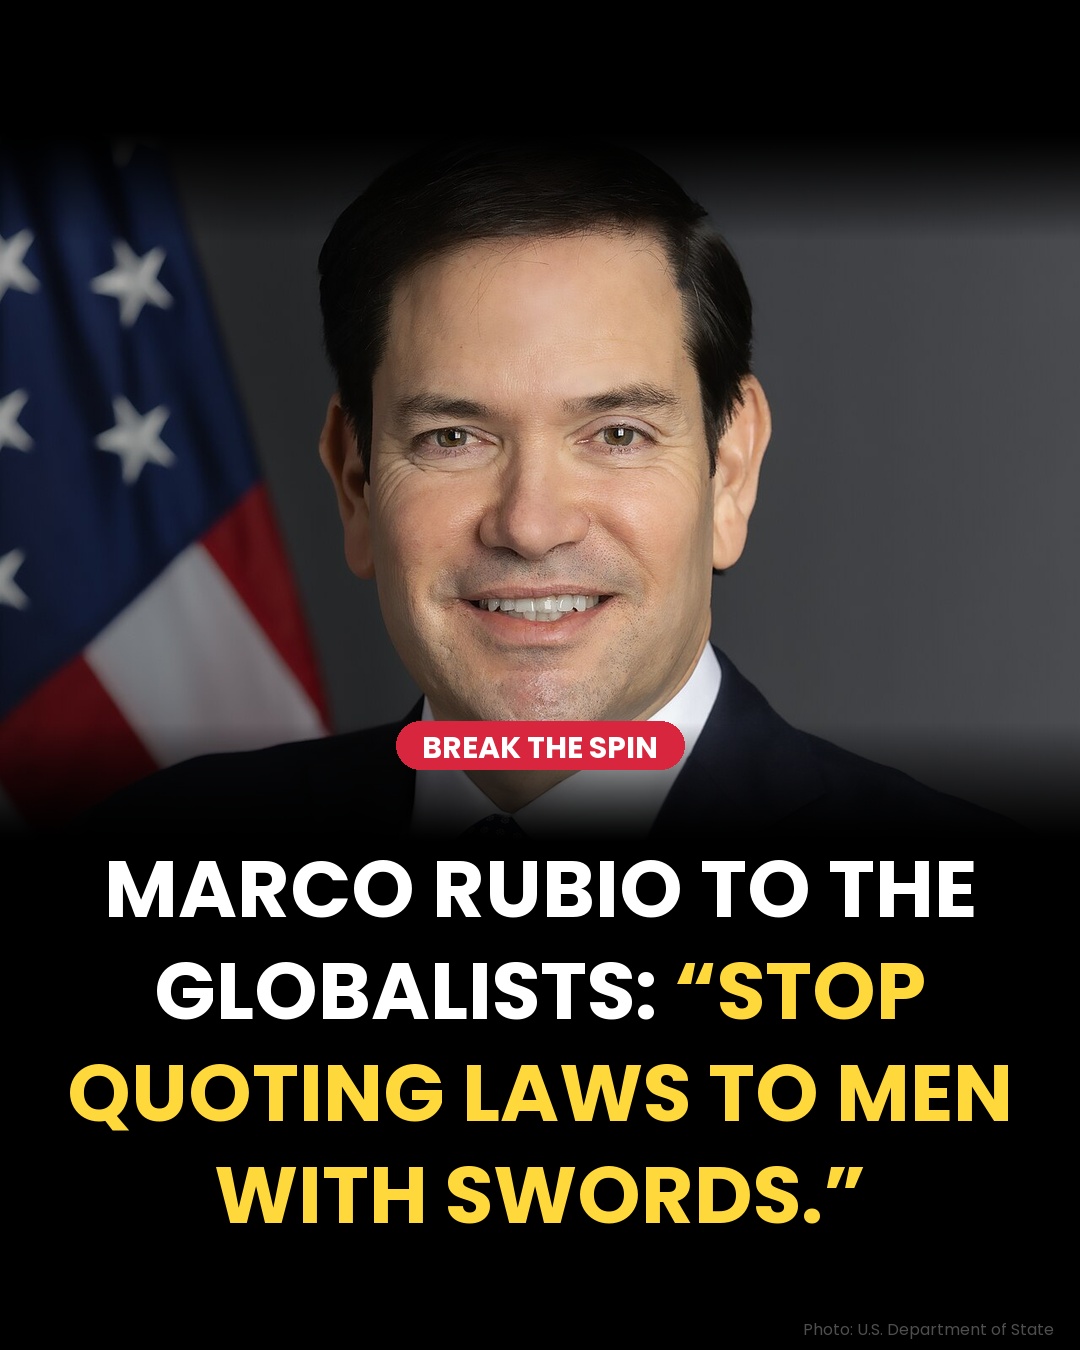 BREAK THE SPIN
MARCO RUBIO TO THE
GLOBALISTS: “STOP
QUOTING LAWS TO MEN
WITH SWORDS.”
Photo: U.S. Department of State